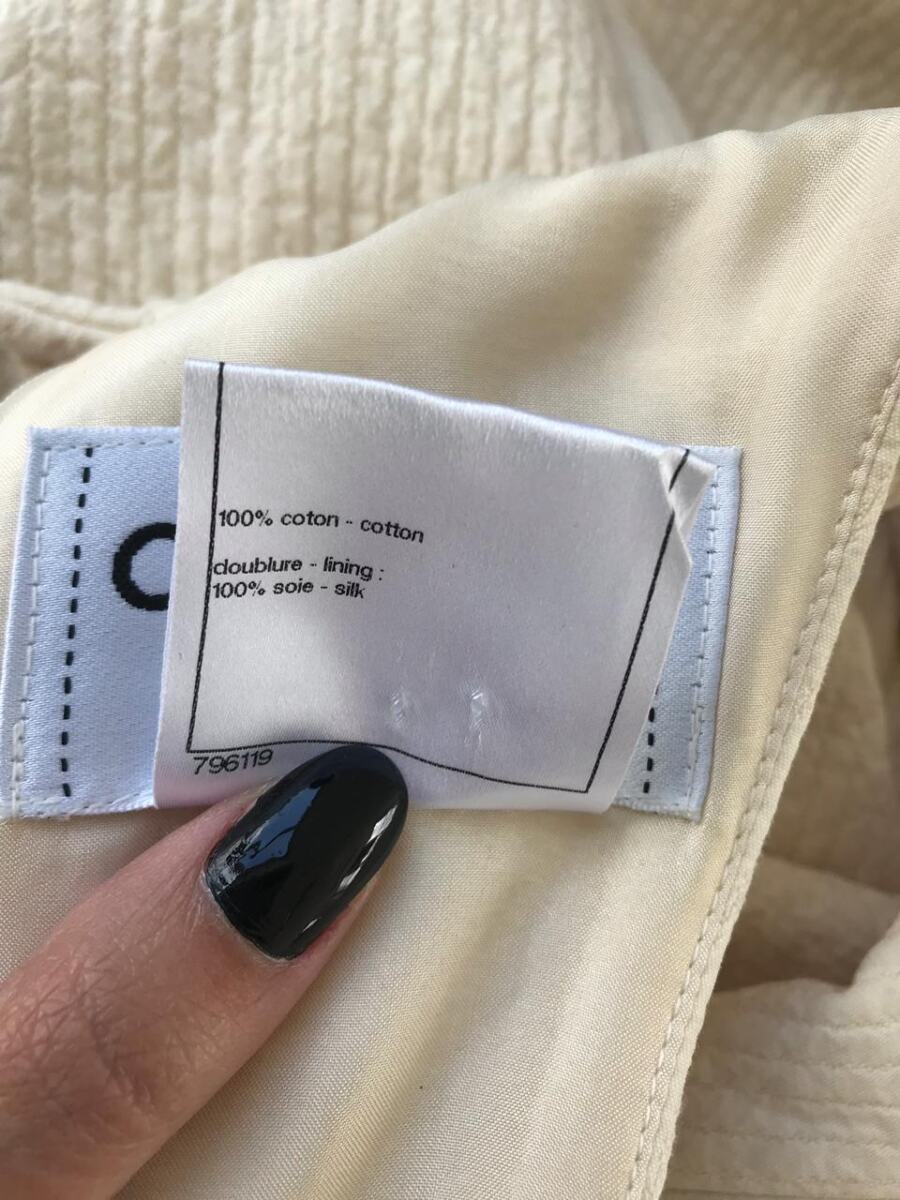 C
100% coton - cotton
doublure - lining :
100% soie - silk
796119